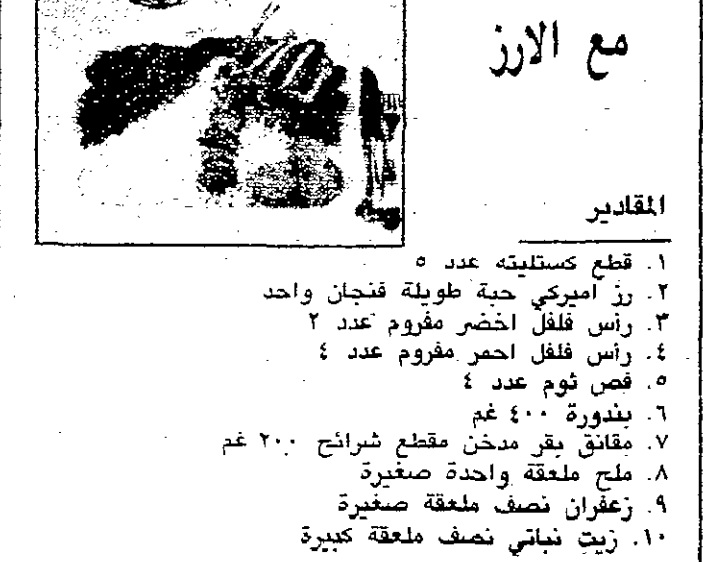 مع الارز
المقادير
١. قطع كستليته عدد ٥
٢. رز اميركي حبة طويلة فنجان واحد
٣. رأس فلفل اخضر مفروم عدد ٢
٤. رأس فلفل احمر مفروم عدد ٤
٥. فص ثوم عدد ٤
٦. بندورة ٤٠٠ غم
٧. مقانق بقر مدخن مقطع شرائح ٢٠٠ غم
٨. ملح ملعقة واحدة صغيرة
٩. زعفران نصف ملعقة صغيرة
١٠. زيت نباتي نصف ملعقة كبيرة